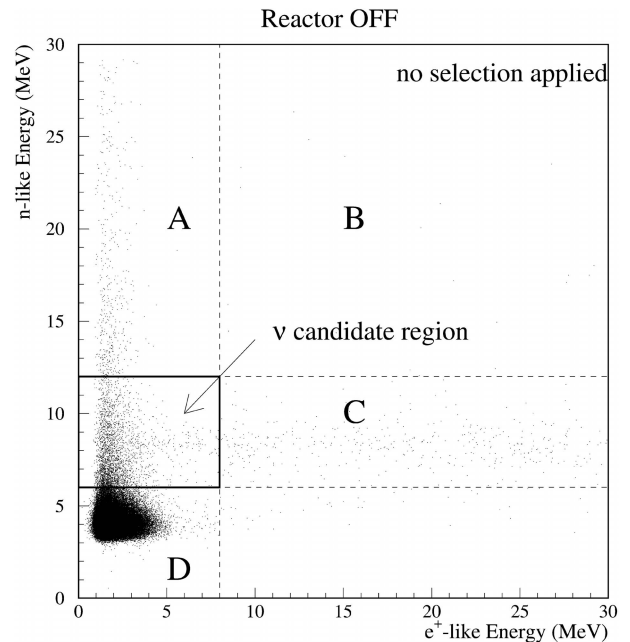 Reactor OFF
no selection applied
n-like Energy (MeV)
30
25
20
15
10
5
0
A
B
ν candidate region
C
D
0
5
10
15
20
25
30
e⁺-like Energy (MeV)